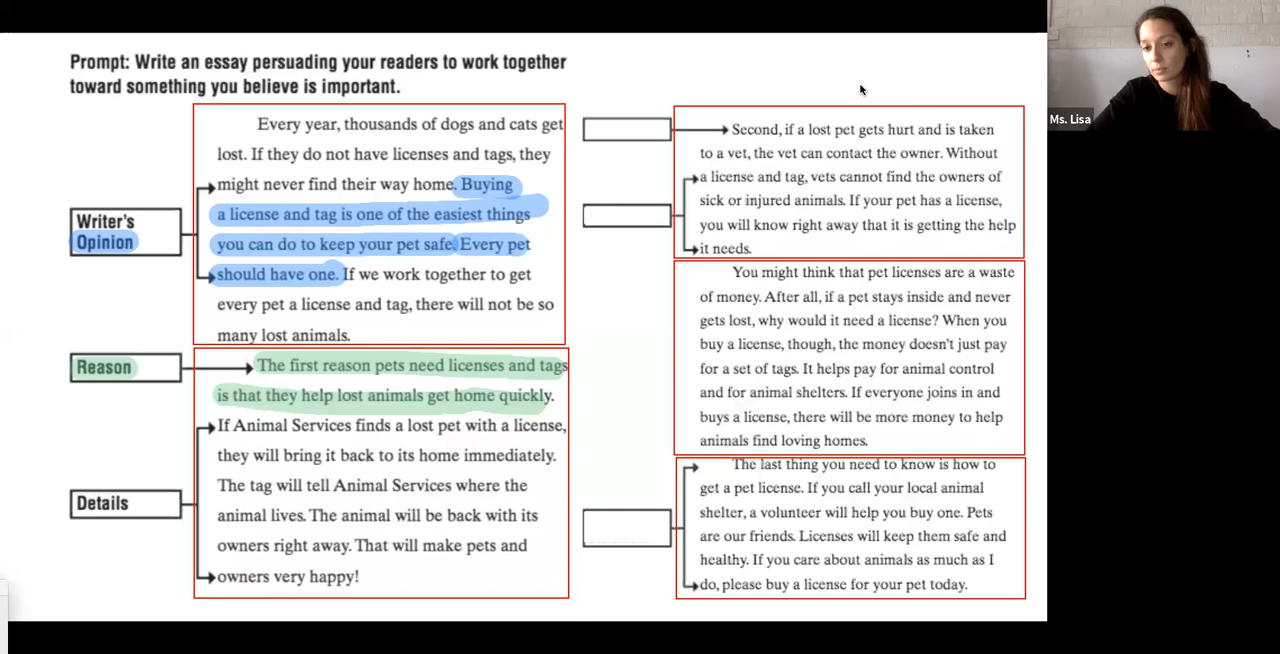 Prompt: Write an essay persuading your readers to work together
toward something you believe is important.
Writer's
Opinion
Every year, thousands of dogs and cats get
lost. If they do not have licenses and tags, they
might never find their way home. Buying
a license and tag is one of the easiest things
you can do to keep your pet safe. Every pet
should have one. If we work together to get
every pet a license and tag, there will not be so
many lost animals.
Reason
The first reason pets need licenses and tags
is that they help lost animals get home quickly.
Details
If Animal Services finds a lost pet with a license,
they will bring it back to its home immediately.
The tag will tell Animal Services where the
animal lives. The animal will be back with its
owners right away. That will make pets and
owners very happy!
Second, if a lost pet gets hurt and is taken
to a vet, the vet can contact the owner. Without
a license and tag, vets cannot find the owners of
sick or injured animals. If your pet has a license,
you will know right away that it is getting the help
it needs.
You might think that pet licenses are a waste
of money. After all, if a pet stays inside and never
gets lost, why would it need a license? When you
buy a license, though, the money doesn't just pay
for a set of tags. It helps pay for animal control
and for animal shelters. If everyone joins in and
buys a license, there will be more money to help
animals find loving homes.
The last thing you need to know is how to
get a pet license. If you call your local animal
shelter, a volunteer will help you buy one. Pets
are our friends. Licenses will keep them safe and
healthy. If you care about animals as much as I
do, please buy a license for your pet today.
Ms. Lisa